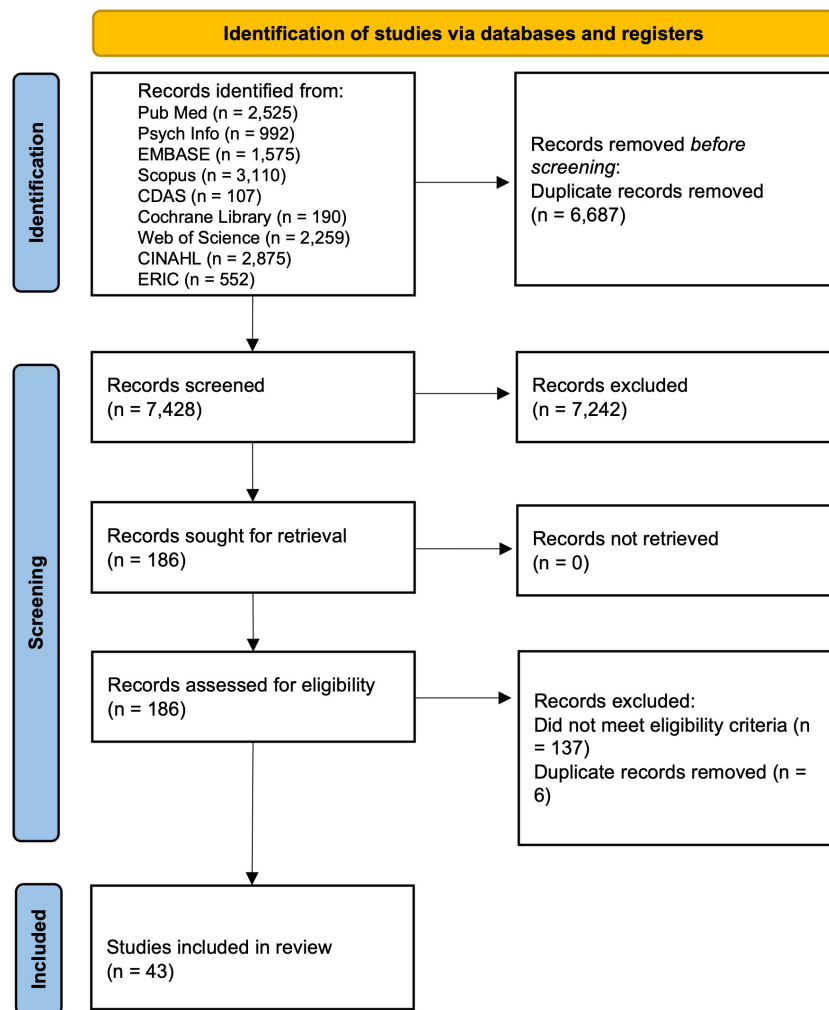 Identification of studies via databases and registers
Identification
Records identified from:
Pub Med (n = 2,525)
Psych Info (n = 992)
EMBASE (n = 1,575)
Scopus (n = 3,110)
CDAS (n = 107)
Cochrane Library (n = 190)
Web of Science (n = 2,259)
CINAHL (n = 2,875)
ERIC (n = 552)
Records removed before
screening:
Duplicate records removed
(n = 6,687)
Screening
Records screened
(n = 7,428)
Records excluded
(n = 7,242)
Records sought for retrieval
(n = 186)
Records not retrieved
(n = 0)
Records assessed for eligibility
(n = 186)
Records excluded:
Did not meet eligibility criteria (n
= 137)
Duplicate records removed (n =
6)
Included
Studies included in review
(n = 43)